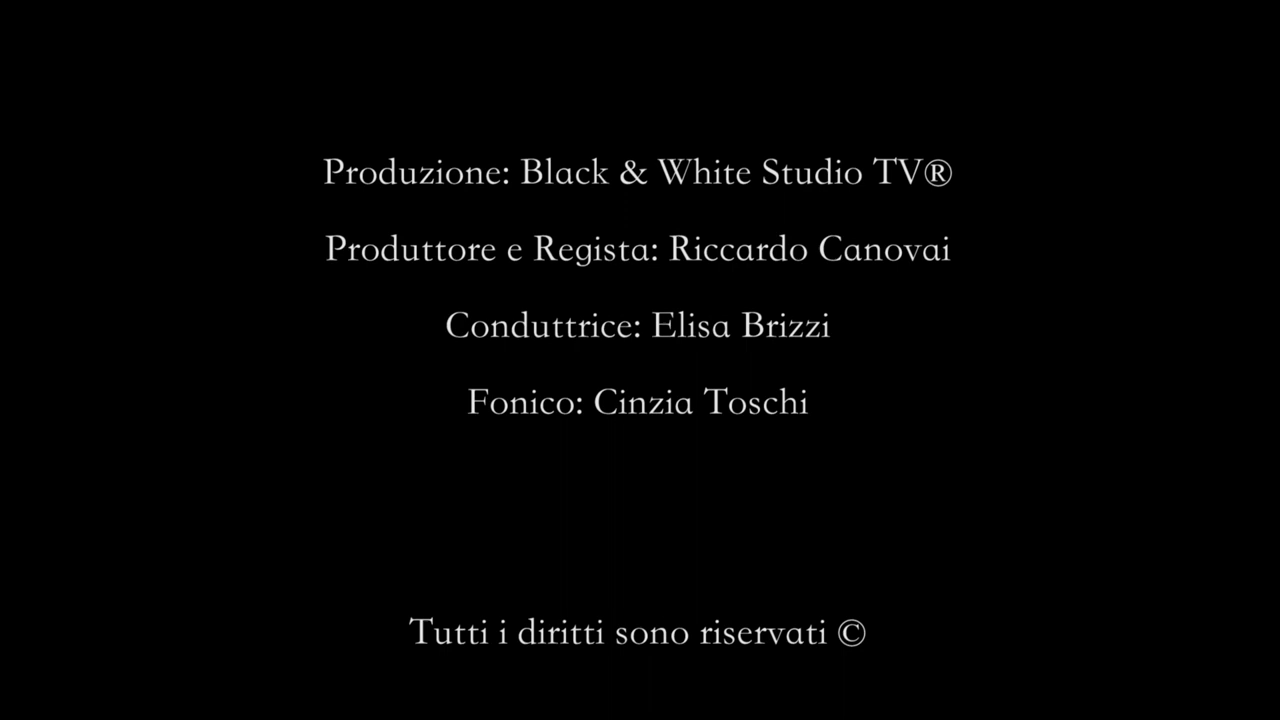 Produzione: Black & White Studio TV®
Produttore e Regista: Riccardo Canovai
Conduttrice: Elisa Brizzi
Fonico: Cinzia Toschi
Tutti i diritti sono riservati ©